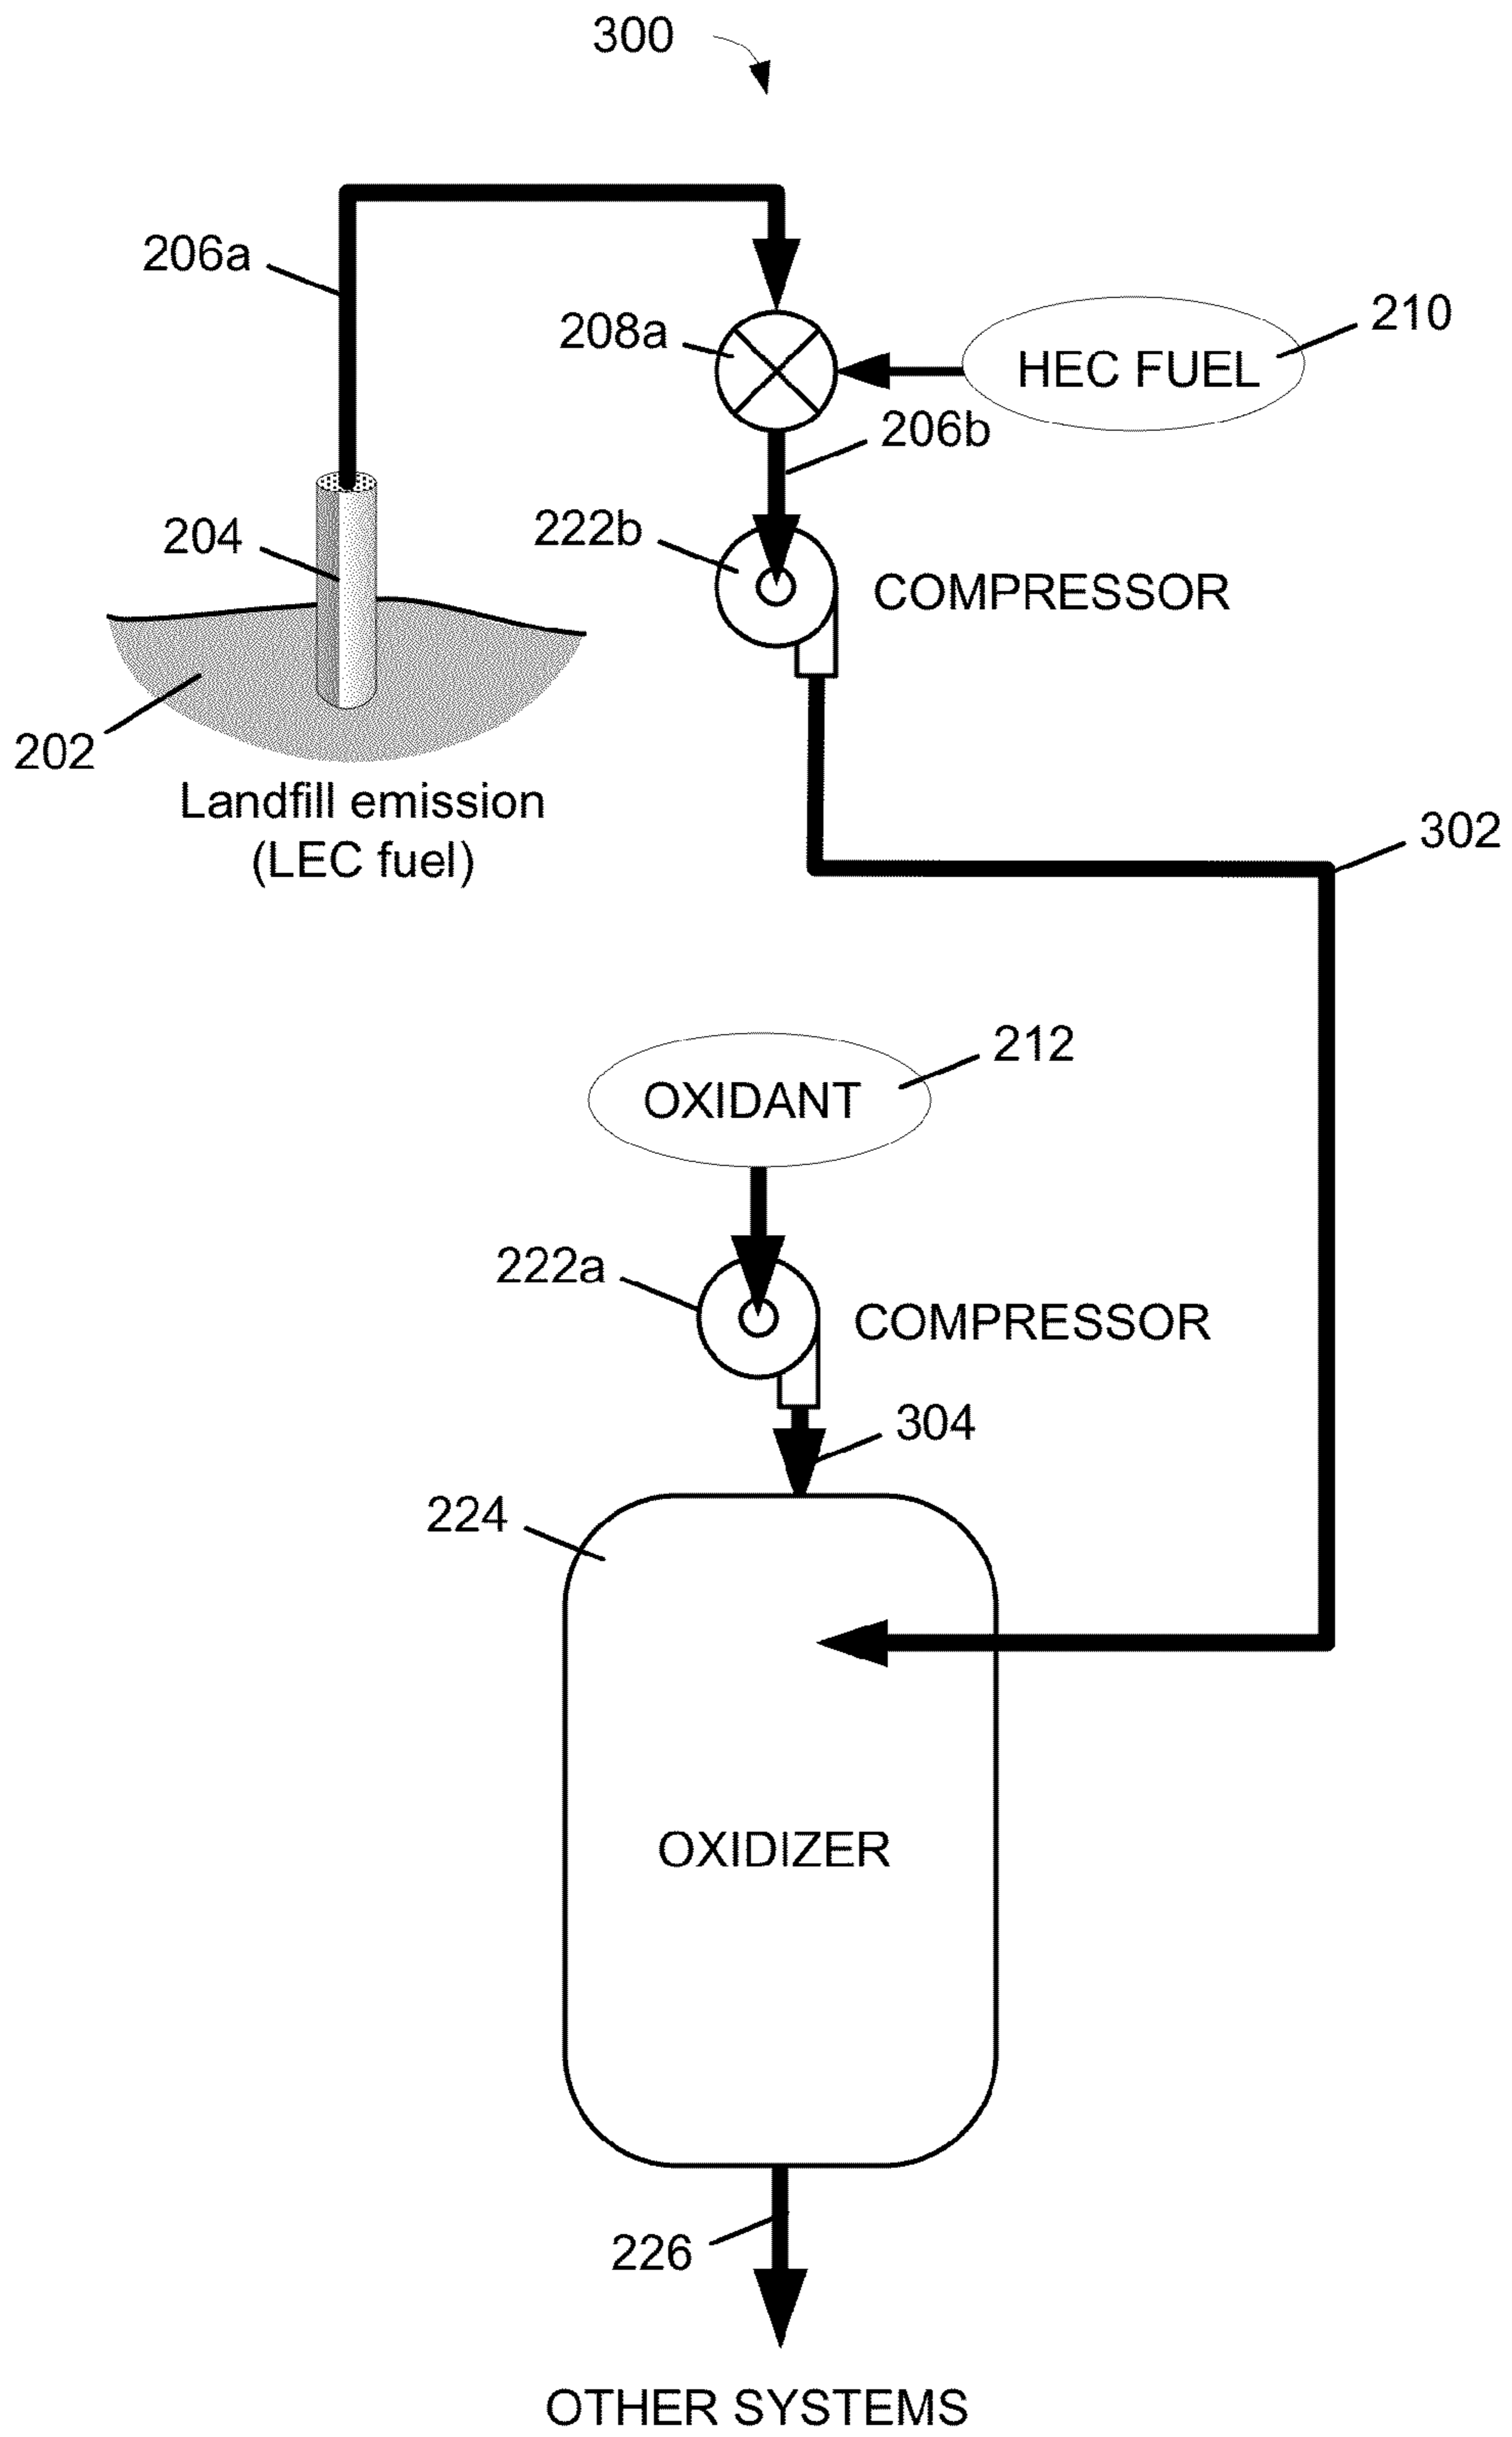 300
206a
208a
HEC FUEL
210
206b
204
222b
COMPRESSOR
202
Landfill emission
(LEC fuel)
302
212
OXIDANT
222a
COMPRESSOR
304
224
OXIDIZER
226
OTHER SYSTEMS